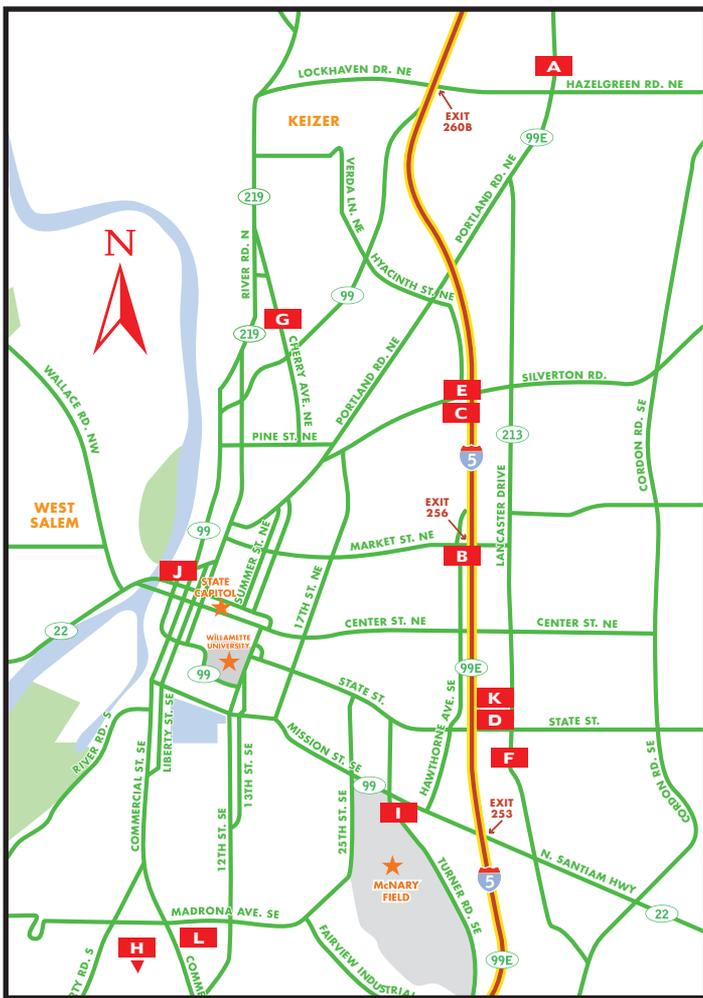 LOCKHAVEN DR. NE
A
HAZELGREEN RD. NE
KEIZER
EXIT
260B
99E
VERDA LN. NE
PORTLAND RD. NE
219
N
RIVER RD. N
HYACINTH ST. NE
99
G
219
CHERRY AVE. NE
PORTLAND RD. NE
WALLACE RD. NW
SILVERTON RD.
E
C
CORDON RD. SE
PINE ST. NE
213
5
LANCASTER DRIVE
WEST
SALEM
EXIT
256
99
SUMMER ST. NE
MARKET ST. NE
B
J
STATE
CAPITOL
17TH ST. NE
22
CENTER ST. NE
CENTER ST. NE
WILLAMETTE
UNIVERSITY
99
99E
STATE ST.
K
D
STATE ST.
HAWTHORNE AVE. SE
LIBERTY ST. SE
RIVER RD. S
MISSION ST. SE
COMMERCIAL ST. SE
13TH ST. SE
F
CORDON RD. SE
99
25TH ST. SE
I
EXIT
253
12TH ST. SE
N. SANTIAM HWY
McNARY
FIELD
TURNER RD. SE
5
22
MADRONA AVE. SE
H
L
FAIRVIEW INDUSTRIAL
99E
RTY RD. S
COMME